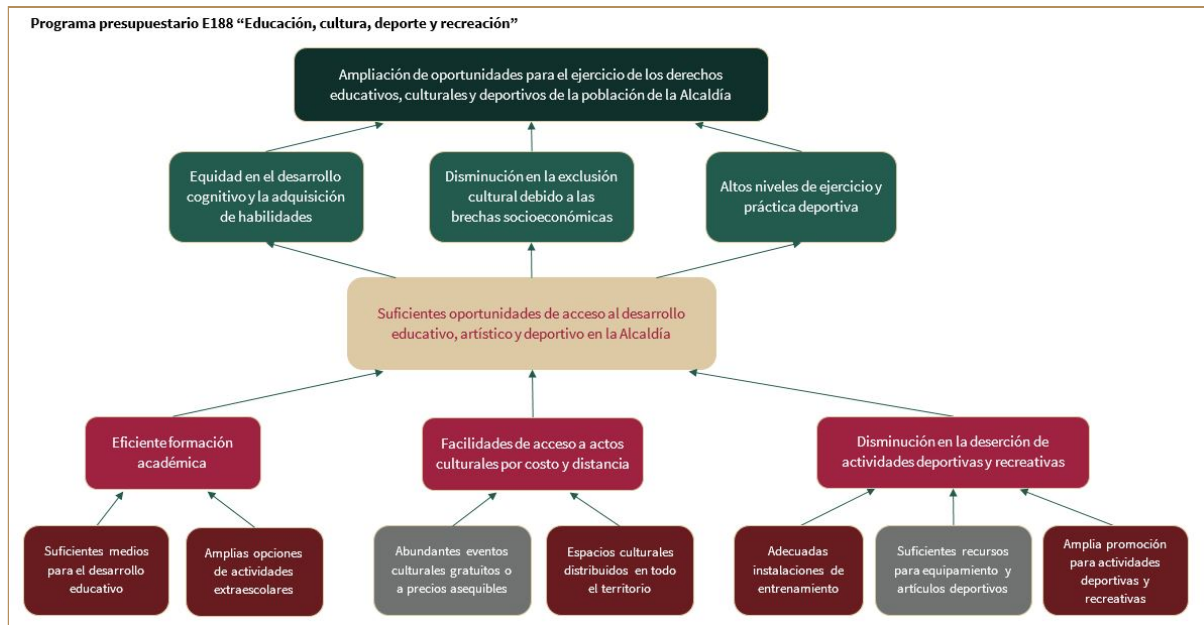 Programa presupuestario E188 “Educación, cultura, deporte y recreación”
Ampliación de oportunidades para el ejercicio de los derechos
educativos, culturales y deportivos de la población de la Alcaldía
Equidad en el desarrollo
cognitivo y la adquisición
de habilidades
Disminución en la exclusión
cultural debido a las
brechas socioeconómicas
Altos niveles de ejercicio y
práctica deportiva
Suficientes oportunidades de acceso al desarrollo
educativo, artístico y deportivo en la Alcaldía
Eficiente formación
académica
Facilidades de acceso a actos
culturales por costo y distancia
Disminución en la deserción de
actividades deportivas y recreativas
Suficientes medios
para el desarrollo
educativo
Amplias opciones
de actividades
extraescolares
Abundantes eventos
culturales gratuitos o
a precios asequibles
Espacios culturales
distribuidos en todo
el territorio
Adecuadas
instalaciones de
entrenamiento
Suficientes recursos
para equipamiento y
artículos deportivos
Amplia promoción
para actividades
deportivas y
recreativas